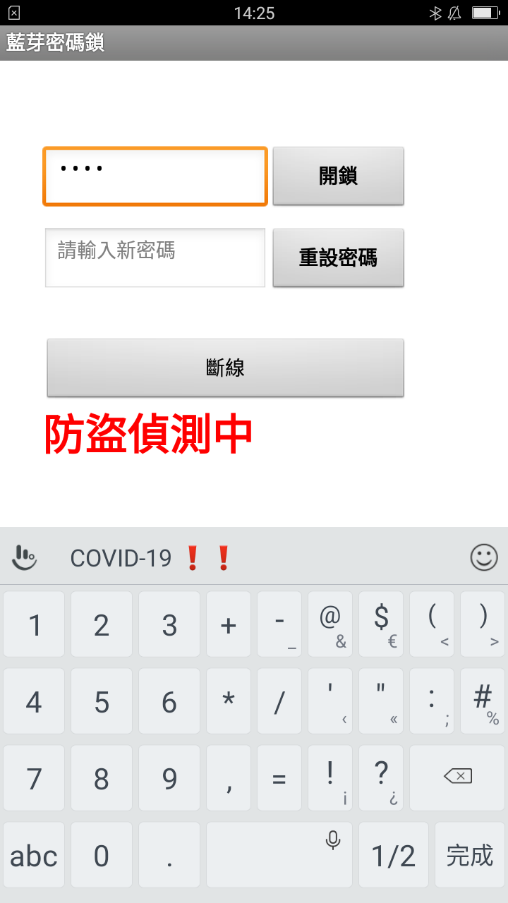 14:25
藍芽密碼鎖
開鎖
請輸入新密碼 重設密碼
斷線
防盜偵測中
COVID-19❗❗
1 2 3 + - _ @ & $ € ( < ) >
4 5 6 * / ' ‹ " « : ; # %
7 8 9 , = ! ¡ ? ¿
abc 0 . 1/2 完成